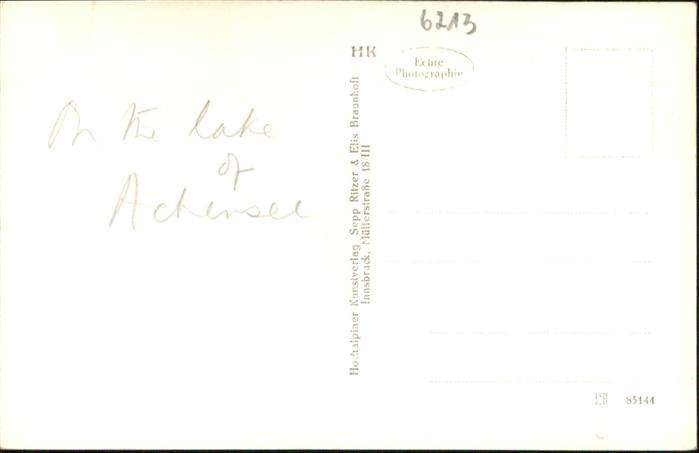 6213
HK
Echte
Photographie
On the lake
of
Achensee
Hochalpiner Kunstverlag Sepp Ritzer & Elis Braunhoft
Innsbruck, Müllerstraße 18 III
83144